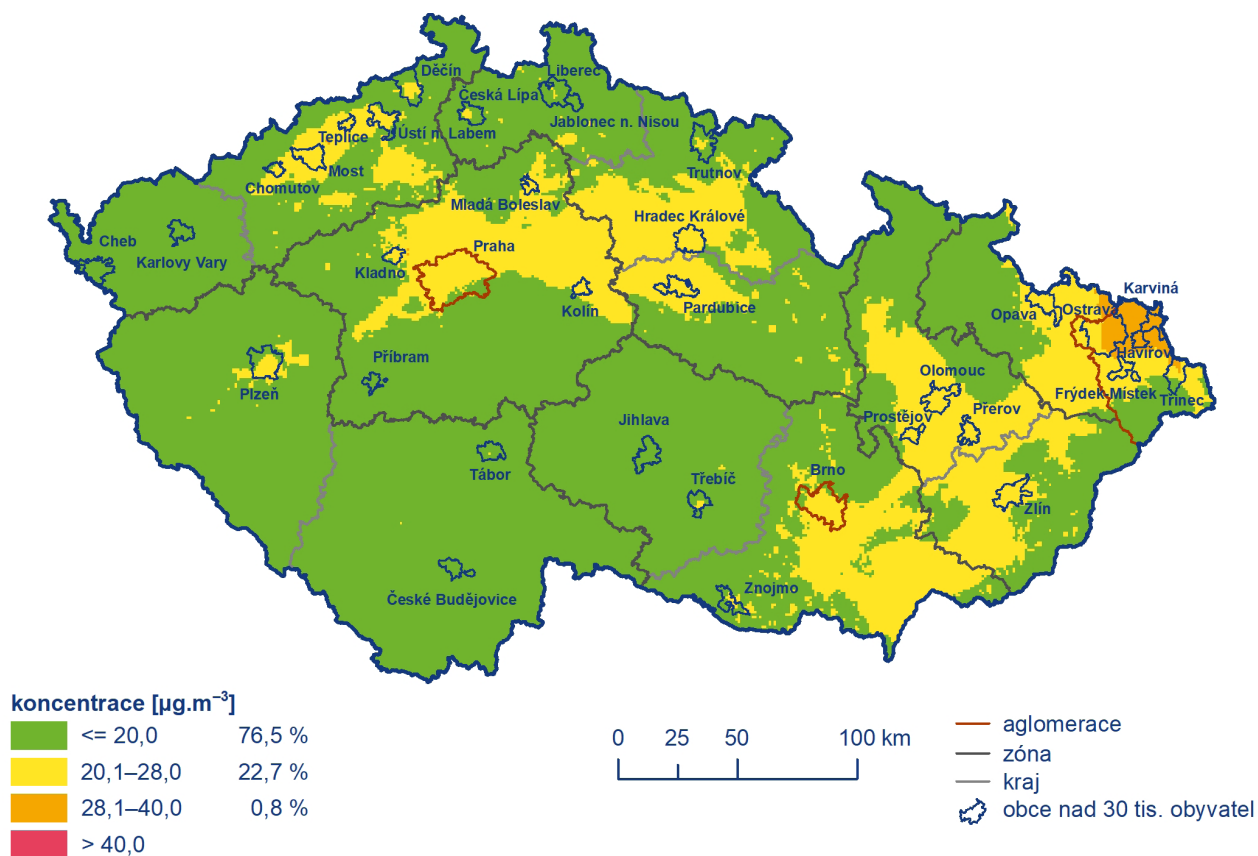 Děčín
Liberec
Česká Lípa
Jablonec n. Nisou
Teplice
Ústí n. Labem
Most
Chomutov
Trutnov
Mladá Boleslav
Hradec Králové
Cheb
Karlovy Vary
Kladno
Praha
Kolín
Pardubice
Karviná
Opava
Ostrava
Havířov
Příbram
Plzeň
Olomouc
Frýdek-Místek
Třinec
Prostějov
Přerov
Jihlava
Tábor
Třebíč
Brno
Zlín
České Budějovice
Znojmo
koncentrace [µg.m⁻³]
<= 20,0 76,5 %
20,1–28,0 22,7 %
28,1–40,0 0,8 %
> 40,0
0 25 50 100 km
aglomerace
zóna
kraj
obce nad 30 tis. obyvatel